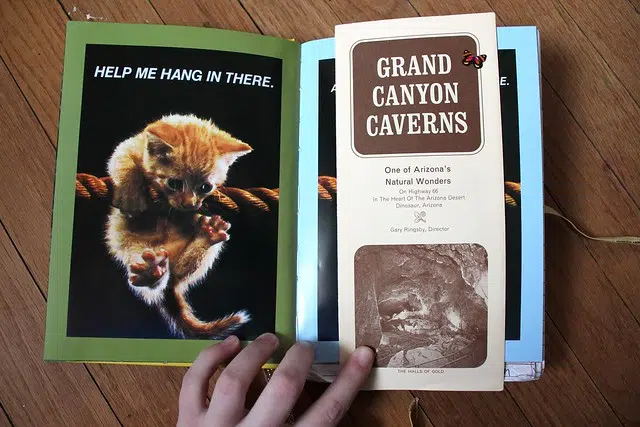 HELP ME HANG IN THERE.
GRAND
CANYON
CAVERNS
One of Arizona's
Natural Wonders
On Highway 66
In The Heart Of The Arizona Desert
Dinosaur, Arizona
Gary Ringsby, Director
THE HALLS OF GOLD